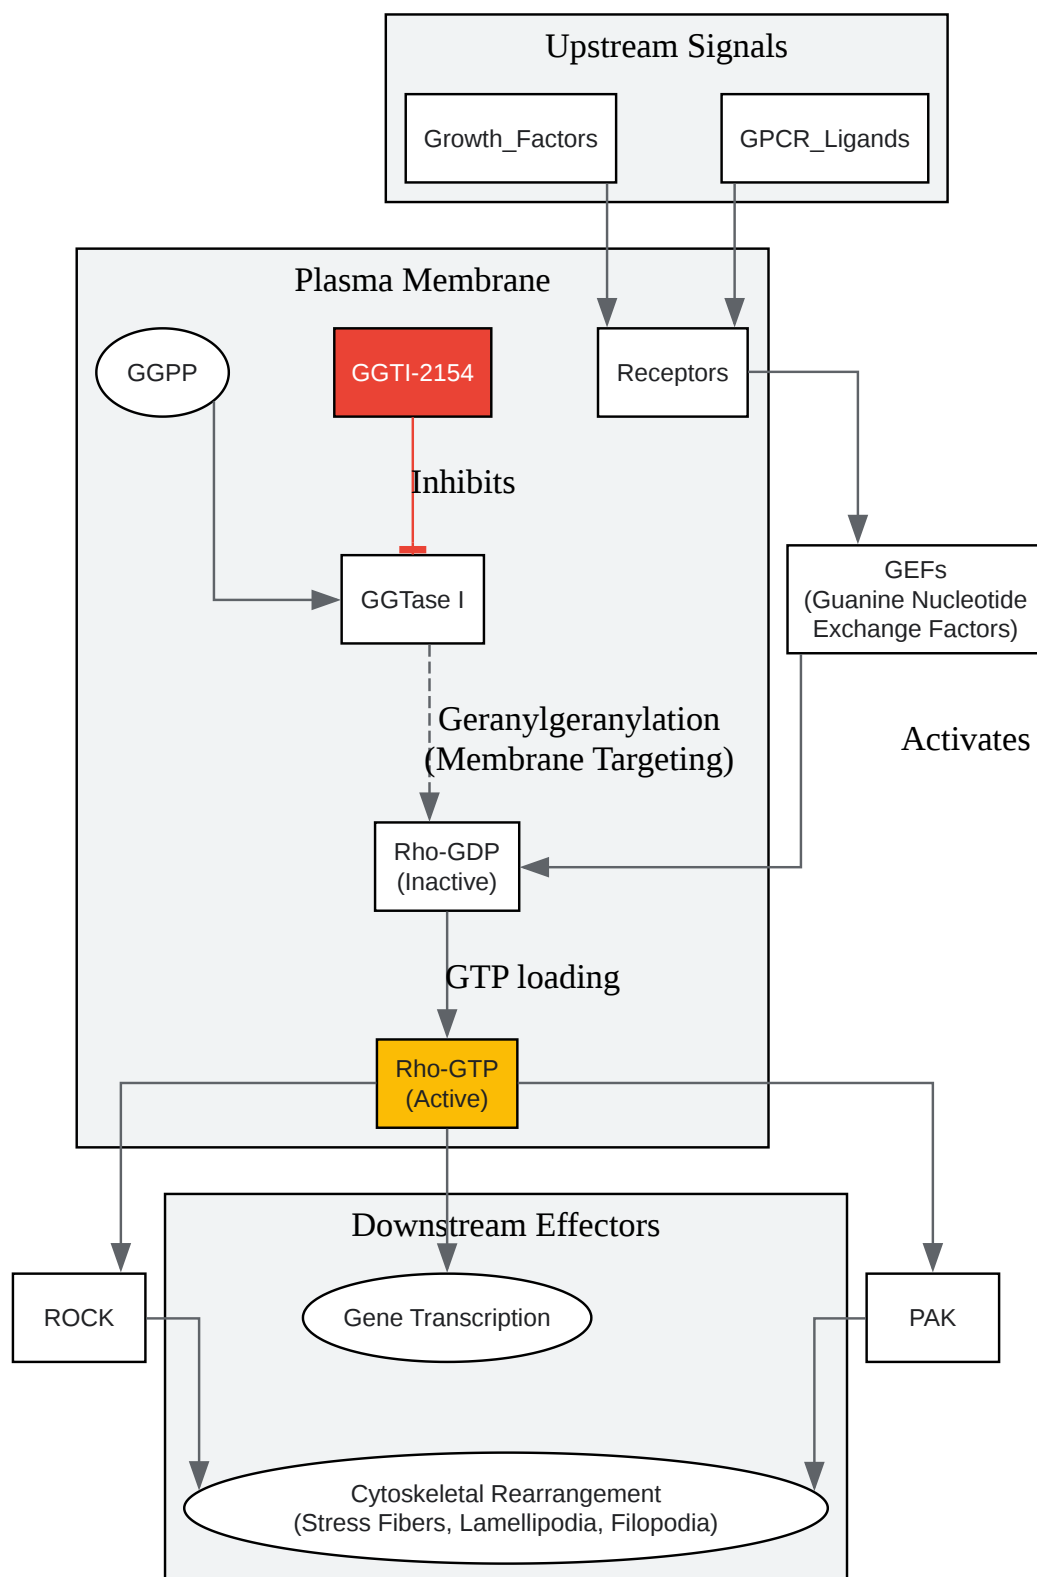 Upstream Signals
Growth_Factors
GPCR_Ligands
Plasma Membrane
GGPP
GGTI-2154
Receptors
Inhibits
GGTase I
GEFs
(Guanine Nucleotide
Exchange Factors)
Geranylgeranylation
(Membrane Targeting)
Activates
Rho-GDP
(Inactive)
GTP loading
Rho-GTP
(Active)
Downstream Effectors
ROCK
Gene Transcription
PAK
Cytoskeletal Rearrangement
(Stress Fibers, Lamellipodia, Filopodia)